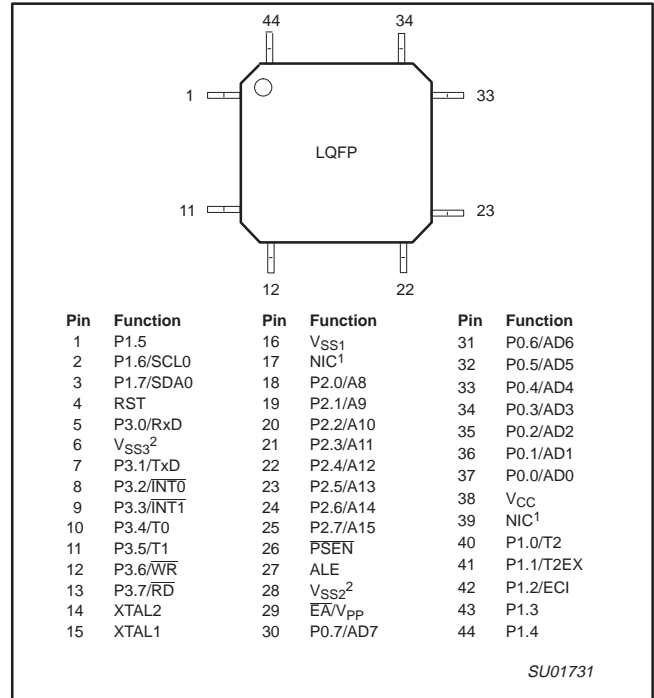 44 34
1 33
LQFP
11 23
12 22
Pin Function Pin Function Pin Function
1 P1.5 16 VSS1 31 P0.6/AD6
2 P1.6/SCL0 17 NIC1 32 P0.5/AD5
3 P1.7/SDA0 18 P2.0/A8 33 P0.4/AD4
4 RST 19 P2.1/A9 34 P0.3/AD3
5 P3.0/RxD 20 P2.2/A10 35 P0.2/AD2
6 VSS3² 21 P2.3/A11 36 P0.1/AD1
7 P3.1/TxD 22 P2.4/A12 37 P0.0/AD0
8 P3.2/INT0 23 P2.5/A13 38 VCC
9 P3.3/INT1 24 P2.6/A14 39 NIC1
10 P3.4/T0 25 P2.7/A15 40 P1.0/T2
11 P3.5/T1 26 PSEN 41 P1.1/T2EX
12 P3.6/WR 27 ALE 42 P1.2/ECI
13 P3.7/RD 28 VSS2² 43 P1.3
14 XTAL2 29 EA/VPP 44 P1.4
15 XTAL1 30 P0.7/AD7
SU01731